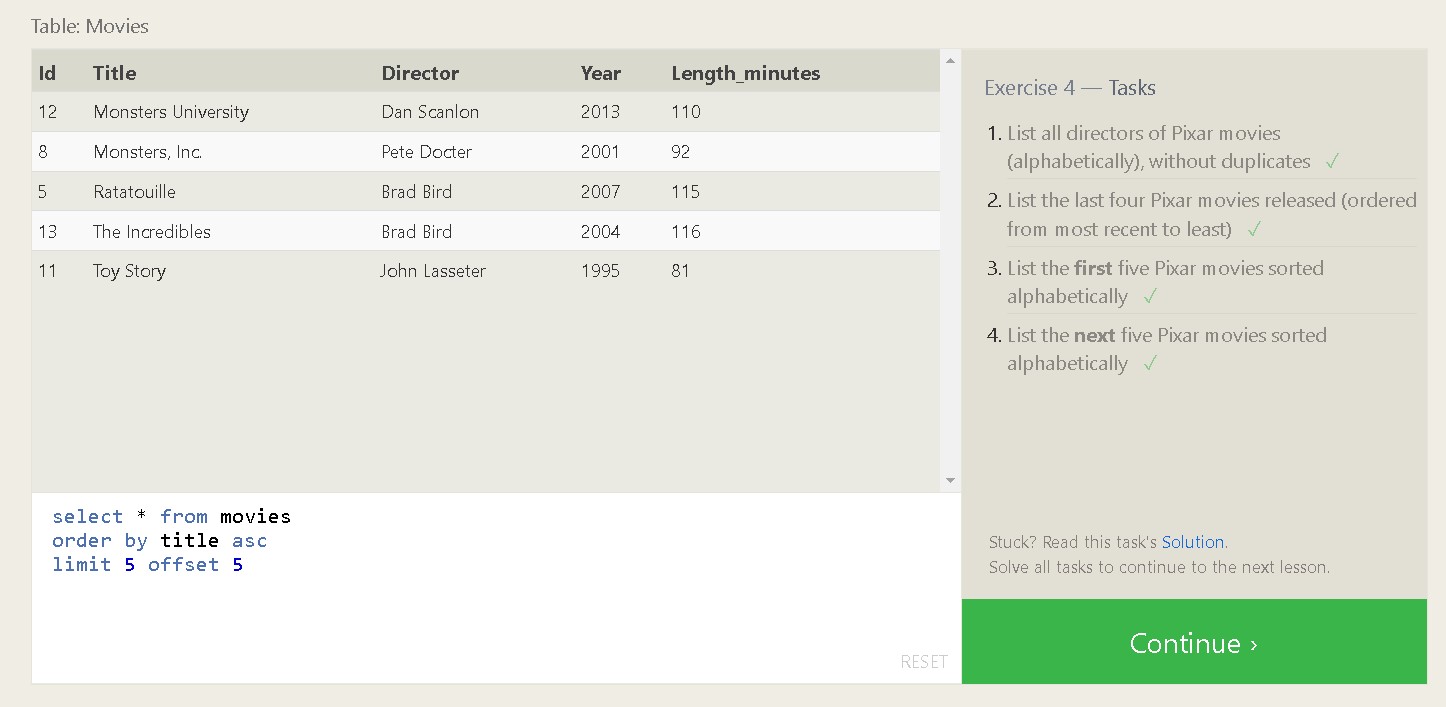 Table: Movies
Id Title Director Year Length_minutes
12 Monsters University Dan Scanlon 2013 110
8 Monsters, Inc. Pete Docter 2001 92
5 Ratatouille Brad Bird 2007 115
13 The Incredibles Brad Bird 2004 116
11 Toy Story John Lasseter 1995 81
select * from movies
order by title asc
limit 5 offset 5
RESET
Exercise 4 — Tasks
1. List all directors of Pixar movies
(alphabetically), without duplicates ✓
2. List the last four Pixar movies released (ordered
from most recent to least) ✓
3. List the first five Pixar movies sorted
alphabetically ✓
4. List the next five Pixar movies sorted
alphabetically ✓
Stuck? Read this task's Solution.
Solve all tasks to continue to the next lesson.
Continue ›